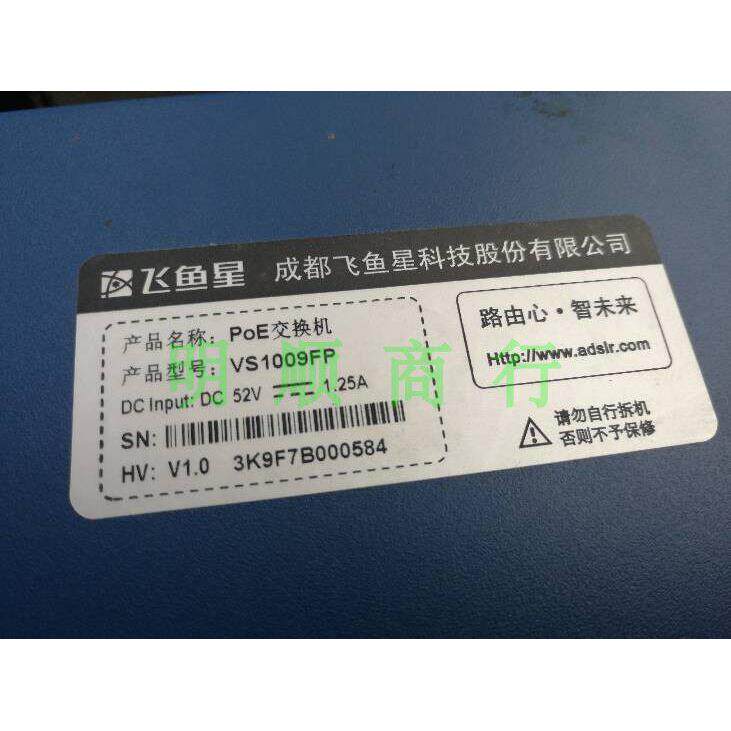 飞鱼星 成都飞鱼星科技股份有限公司
产品名称: PoE交换机
产品型号: VS1009FP
DC Input: DC 52V 1.25A
SN:
HV: V1.0 3K9F7B000584
路由心·智未来
Http://www.adslr.com
请勿自行拆机
否则不予保修
明顺商行